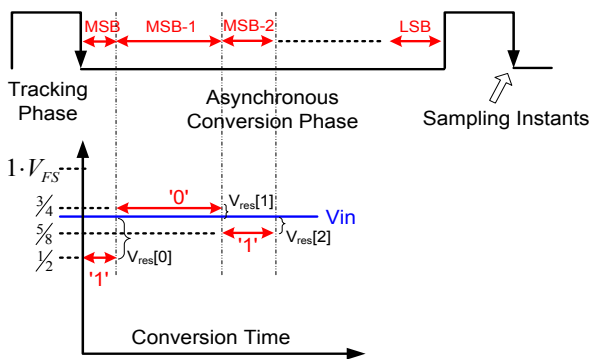 MSB MSB-1 MSB-2 LSB
Tracking
Phase
Asynchronous
Conversion Phase
Sampling Instants
1·V_FS
3/4
'0'
V_res[1]
Vin
5/8
'1'
V_res[2]
V_res[0]
1/2
'1'
Conversion Time